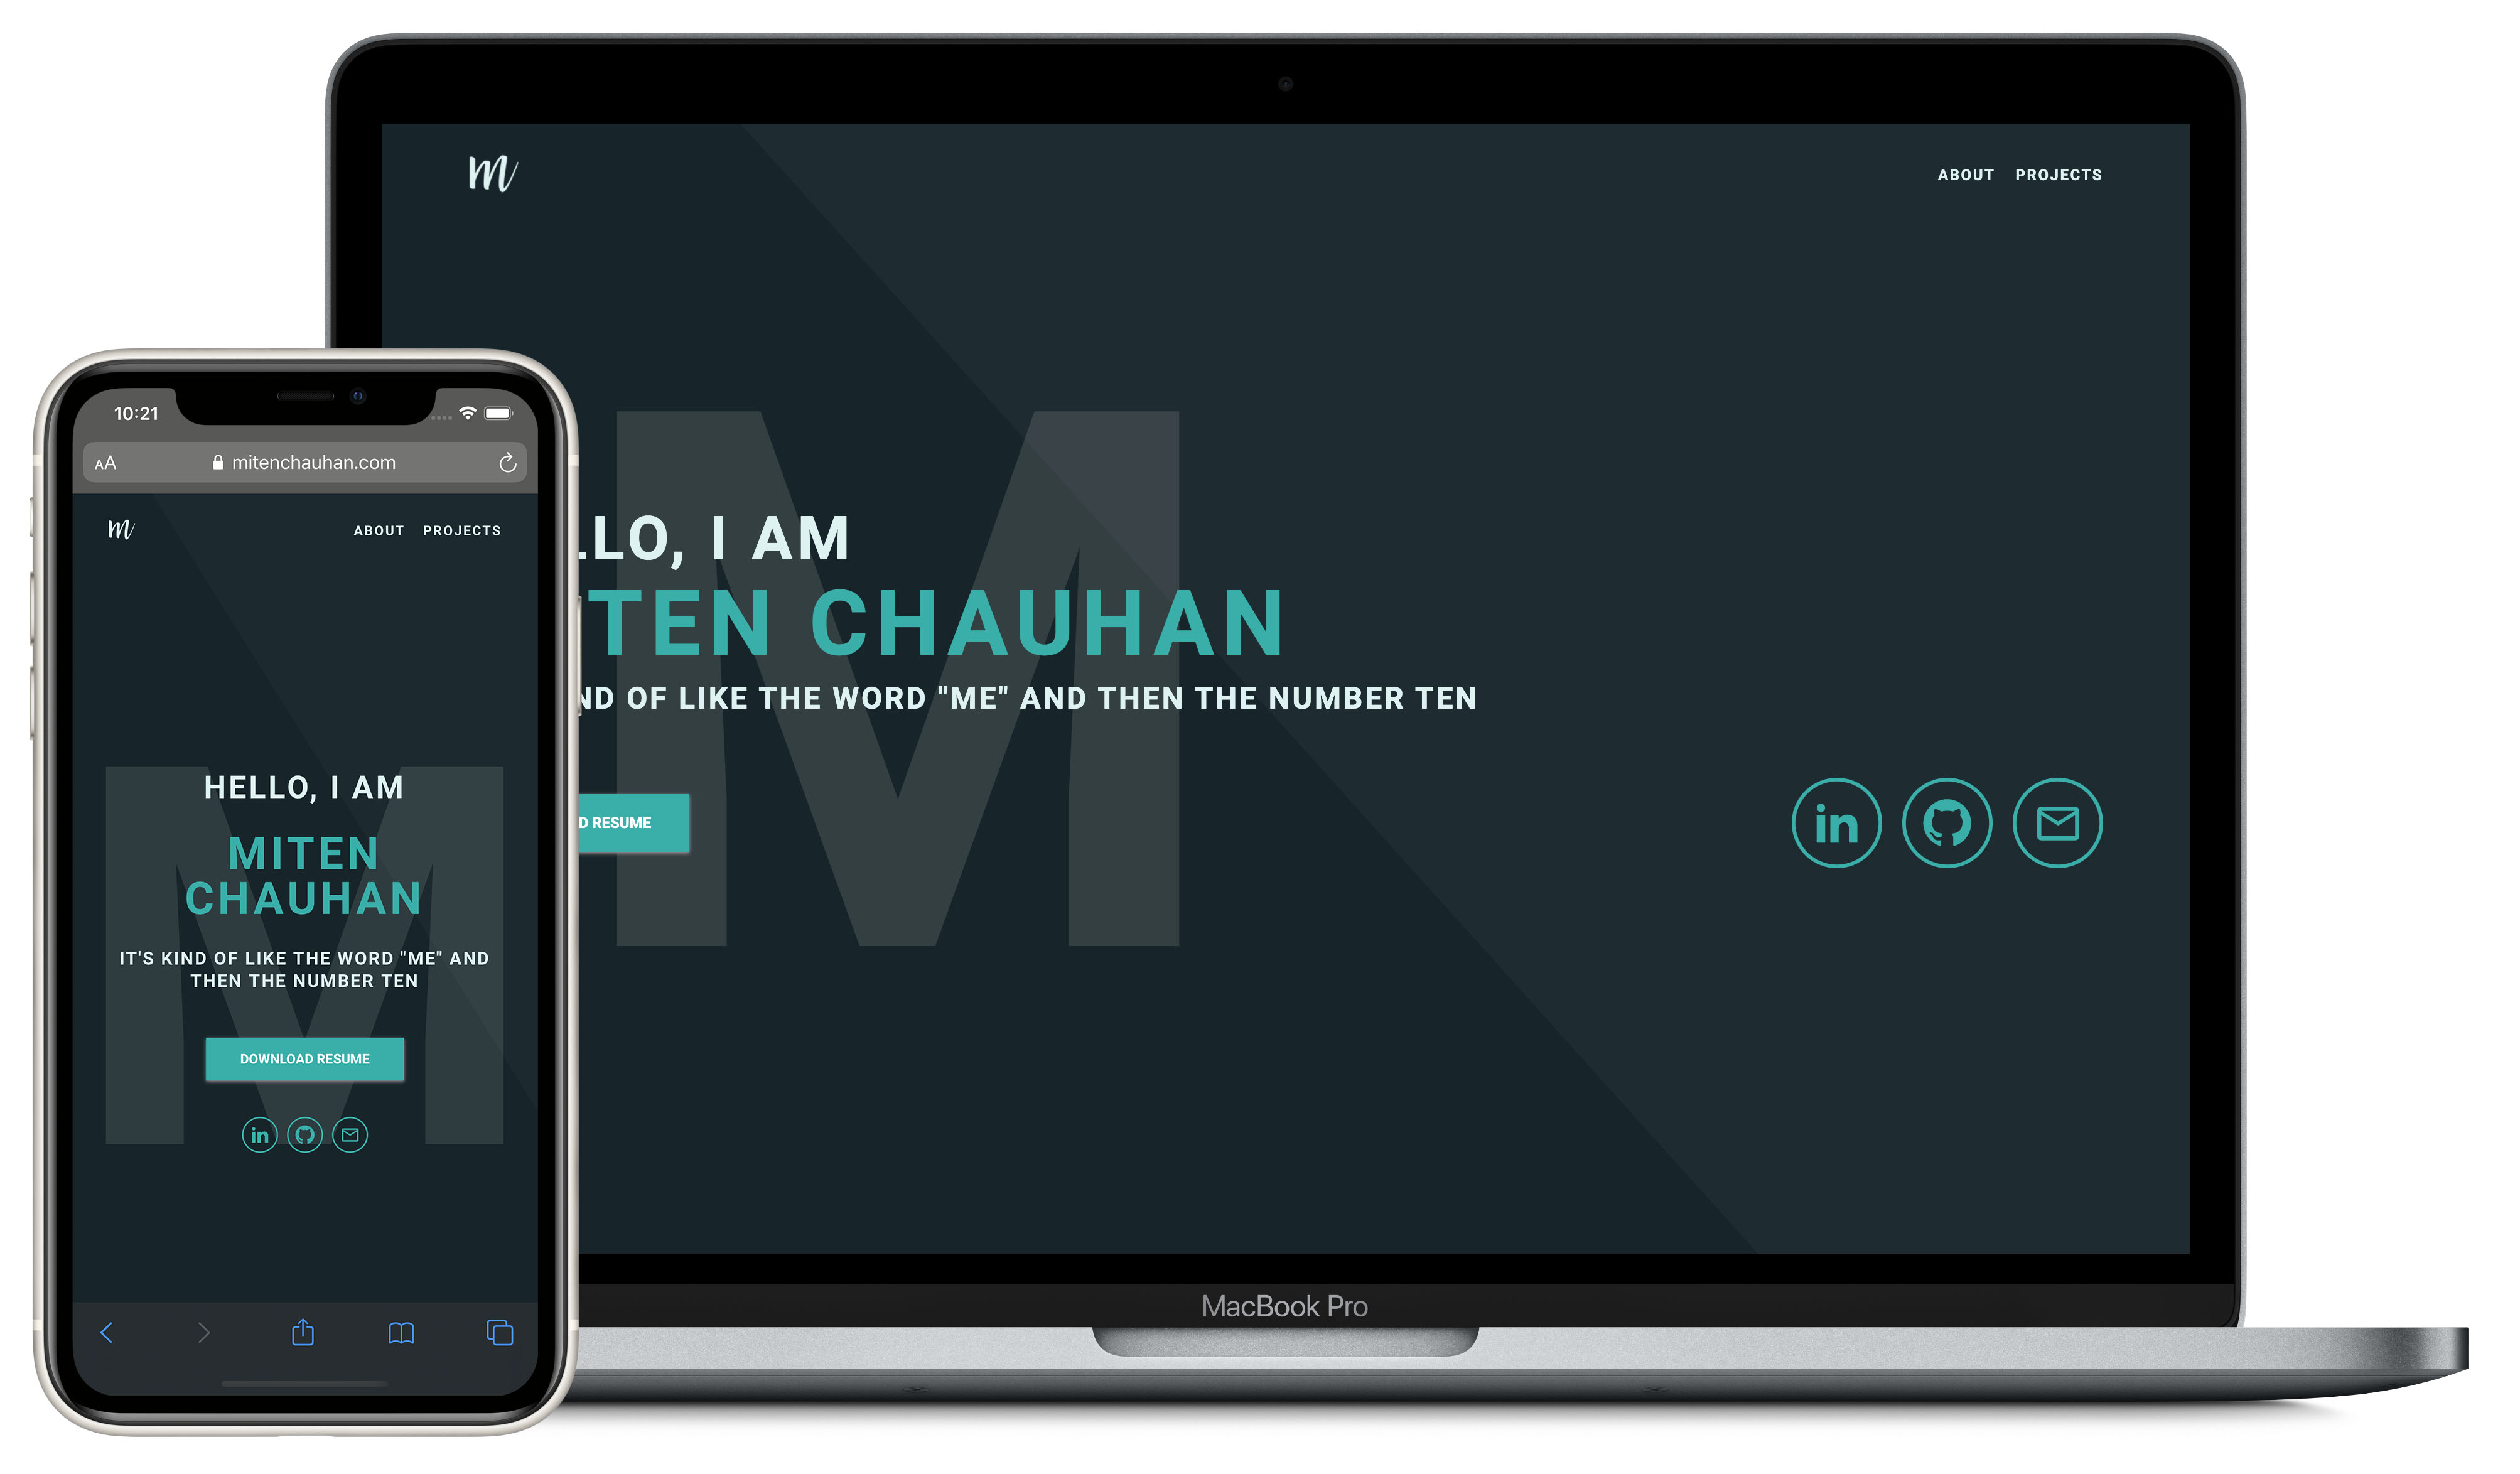 m
ABOUT PROJECTS
LLO, I AM
TEN CHAUHAN
ND OF LIKE THE WORD "ME" AND THEN THE NUMBER TEN
D RESUME
in
MacBook Pro
10:21
AA
mitenchauhan.com
m
ABOUT PROJECTS
HELLO, I AM
MITEN
CHAUHAN
IT'S KIND OF LIKE THE WORD "ME" AND
THEN THE NUMBER TEN
DOWNLOAD RESUME
in
M
M